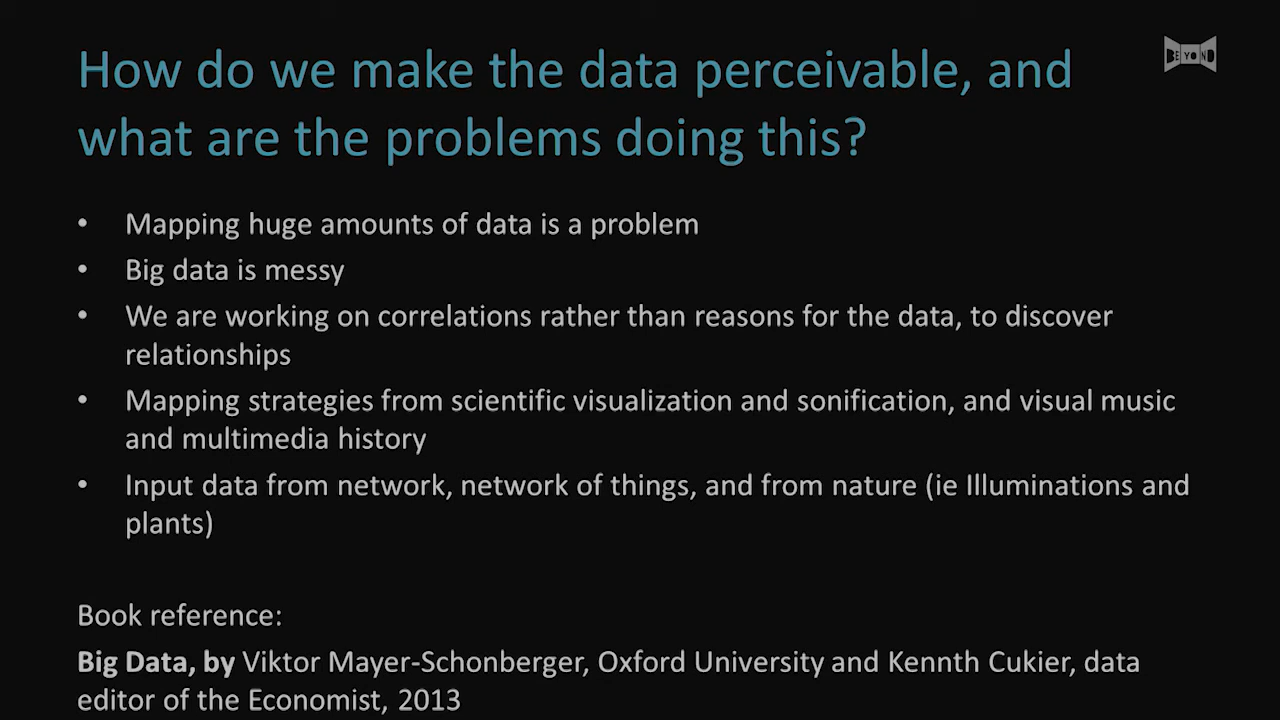 How do we make the data perceivable, and
what are the problems doing this?
BEYOND
• Mapping huge amounts of data is a problem
• Big data is messy
• We are working on correlations rather than reasons for the data, to discover
relationships
• Mapping strategies from scientific visualization and sonification, and visual music
and multimedia history
• Input data from network, network of things, and from nature (ie Illuminations and
plants)
Book reference:
Big Data, by Viktor Mayer-Schonberger, Oxford University and Kennth Cukier, data
editor of the Economist, 2013